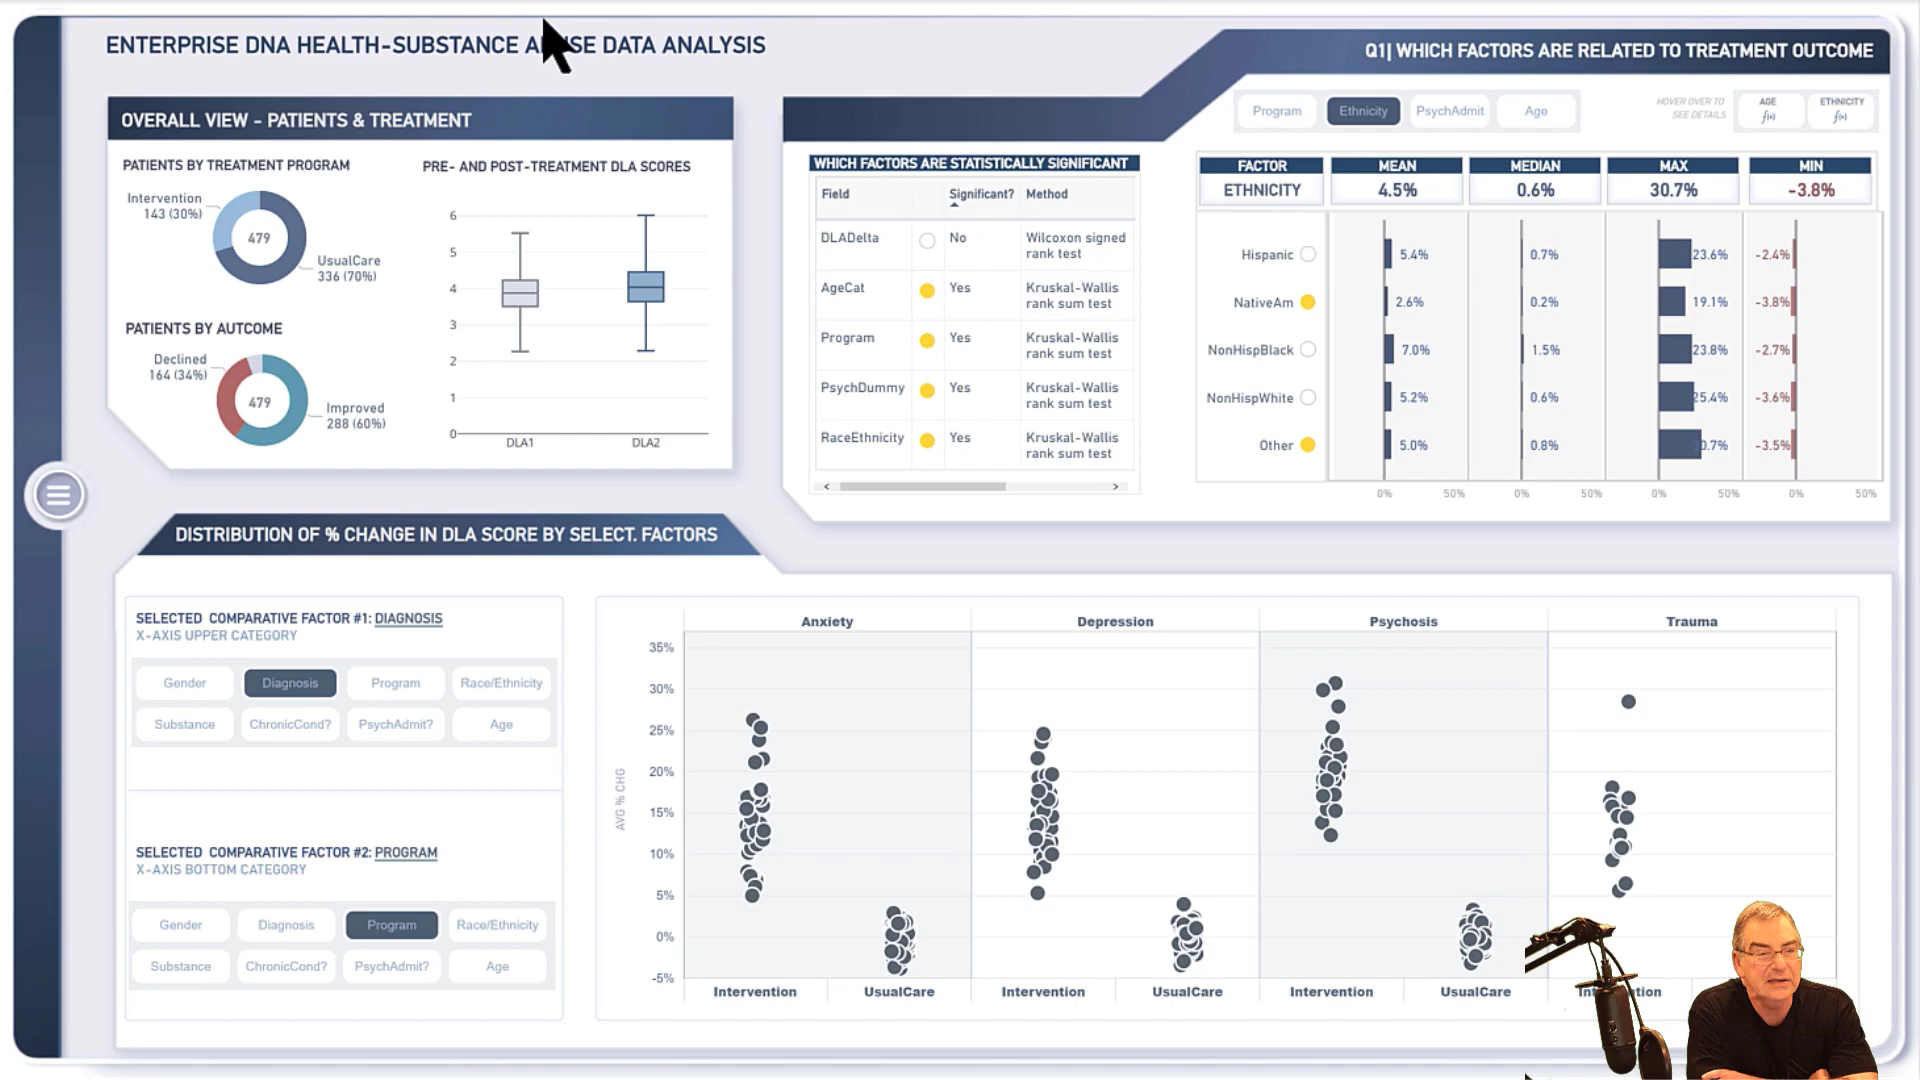 ENTERPRISE DNA HEALTH-SUBSTANCE A SE DATA ANALYSIS
Q1| WHICH FACTORS ARE RELATED TO TREATMENT OUTCOME
OVERALL VIEW - PATIENTS & TREATMENT
PATIENTS BY TREATMENT PROGRAM
Intervention
143 (30%)
479
UsualCare
336 (70%)
PATIENTS BY AUTCOME
Declined
164 (34%)
479
Improved
288 (60%)
PRE- AND POST-TREATMENT DLA SCORES
6
5
4
3
2
1
0
DLA1 DLA2
WHICH FACTORS ARE STATISTICALLY SIGNIFICANT
Field Significant? Method
DLADelta No Wilcoxon signed
rank test
AgeCat Yes Kruskal-Wallis
rank sum test
Program Yes Kruskal-Wallis
rank sum test
PsychDummy Yes Kruskal-Wallis
rank sum test
RaceEthnicity Yes Kruskal-Wallis
rank sum test
Program Ethnicity PsychAdmit Age
HOVER OVER TO
SEE DETAILS
AGE
f(x)
ETHNICITY
f(x)
FACTOR MEAN MEDIAN MAX MIN
ETHNICITY 4.5% 0.6% 30.7% -3.8%
Hispanic 5.4% 0.7% 23.6% -2.4%
NativeAm 2.6% 0.2% 19.1% -3.8%
NonHispBlack 7.0% 1.5% 23.8% -2.7%
NonHispWhite 5.2% 0.6% 25.4% -3.6%
Other 5.0% 0.8% 0.7% -3.5%
0% 50% 0% 50% 0% 50% 0% 50%
DISTRIBUTION OF % CHANGE IN DLA SCORE BY SELECT. FACTORS
SELECTED COMPARATIVE FACTOR #1: DIAGNOSIS
X-AXIS UPPER CATEGORY
Gender Diagnosis Program Race/Ethnicity
Substance ChronicCond? PsychAdmit? Age
SELECTED COMPARATIVE FACTOR #2: PROGRAM
X-AXIS BOTTOM CATEGORY
Gender Diagnosis Program Race/Ethnicity
Substance ChronicCond? PsychAdmit? Age
Anxiety Depression Psychosis Trauma
AVG % CHG
35%
30%
25%
20%
15%
10%
5%
0%
-5%
Intervention UsualCare Intervention UsualCare Intervention UsualCare